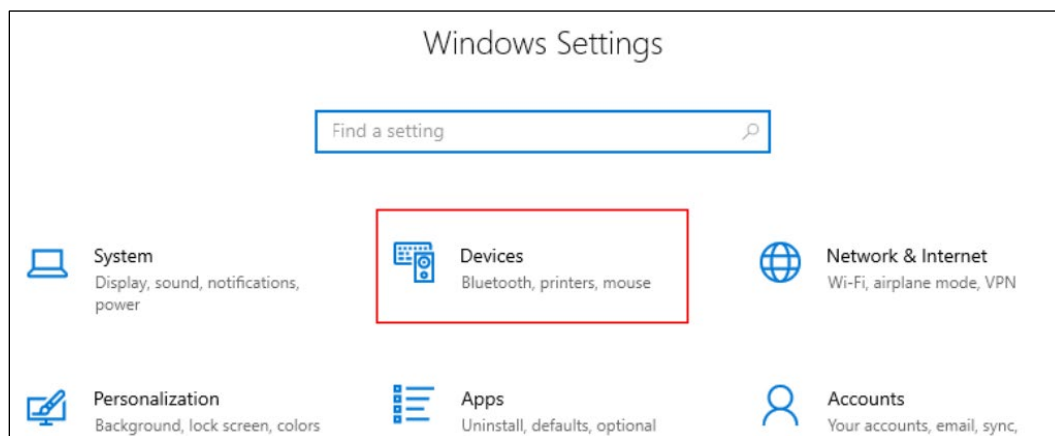 Windows Settings
Find a setting
System
Display, sound, notifications,
power
Devices
Bluetooth, printers, mouse
Network & Internet
Wi-Fi, airplane mode, VPN
Personalization
Background, lock screen, colors
Apps
Uninstall, defaults, optional
Accounts
Your accounts, email, sync,